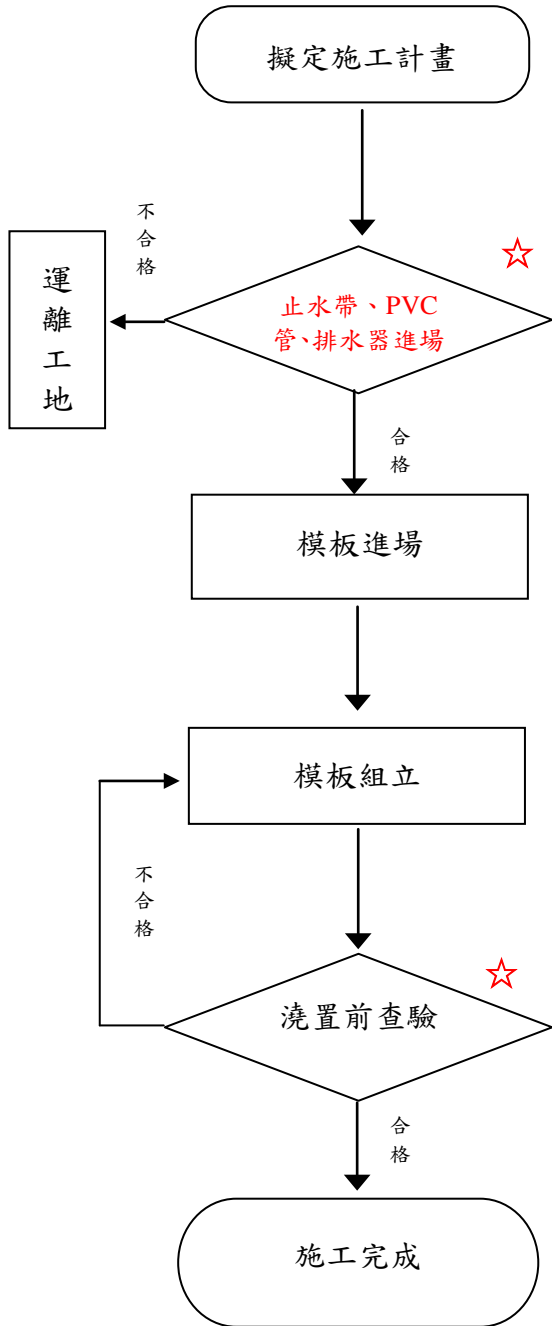 擬定施工計畫
不合格
運離工地
止水帶、PVC
管、排水器進場
合格
模板進場
模板組立
不合格
澆置前查驗
合格
施工完成